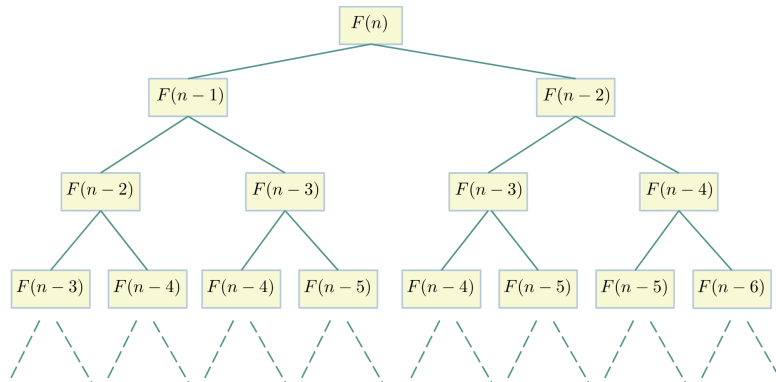 F(n)
F(n − 1) F(n − 2)
F(n − 2) F(n − 3) F(n − 3) F(n − 4)
F(n − 3) F(n − 4) F(n − 4) F(n − 5) F(n − 4) F(n − 5) F(n − 5) F(n − 6)